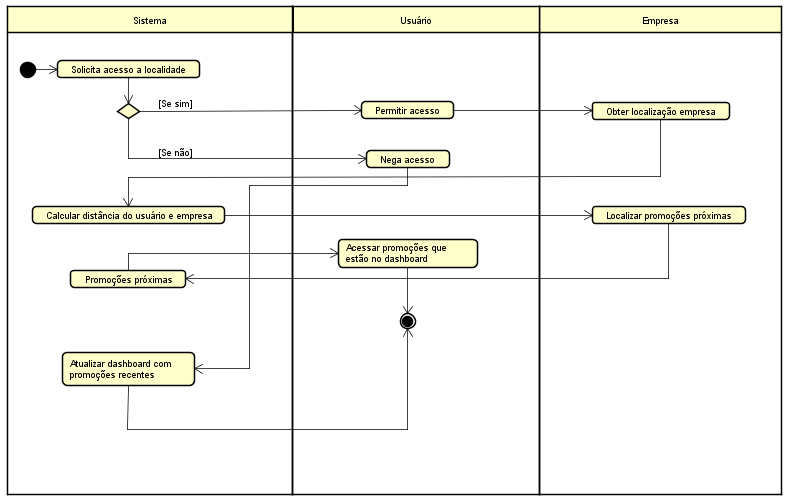 Sistema
Usuário
Empresa
Solicita acesso a localidade
[Se sim]
Permitir acesso
Obter localização empresa
[Se não]
Nega acesso
Calcular distância do usuário e empresa
Localizar promoções próximas
Acessar promoções que
estão no dashboard
Promoções próximas
Atualizar dashboard com
promoções recentes